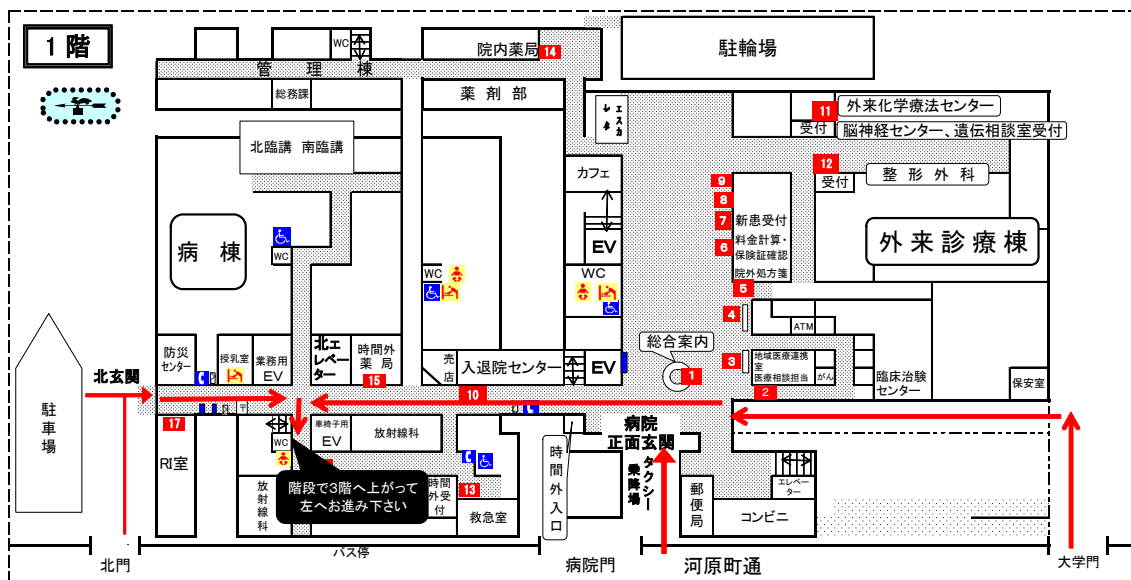 1 階
WC
院内薬局
14
駐輪場
管 理 棟
総務課
薬 剤 部
エスカ
レータ
11
外来化学療法センター
受付
脳神経センター、遺伝相談室受付
北臨講 南臨講
カフェ
12
受付
整 形 外 科
9
8
7
新患受付
6
料金計算・
保険証確認
院外処方箋
5
外来診療棟
病 棟
WC
EV
WC
WC
4
ATM
総合案内
1
3
地域医療連携
室
医療相談担当
がん
2
臨床治験
センター
保安室
防災
センター
授乳室
業務用
EV
北エレ
ベーター
時間外
薬 局
15
売
店
入退院センター
EV
北玄関
10
〒
17
RI室
WC
車椅子用
EV
放射線科
病院
正面玄関
時
間
外
入
口
タクシー
乗降場
駐
車
場
放
射
線
科
階段で3階へ上がって
左へお進み下さい
時間
外受
付
13
救急室
郵
便
局
エレベ
ーター
コンビニ
北門
バス停
病院門
河原町通
大学門